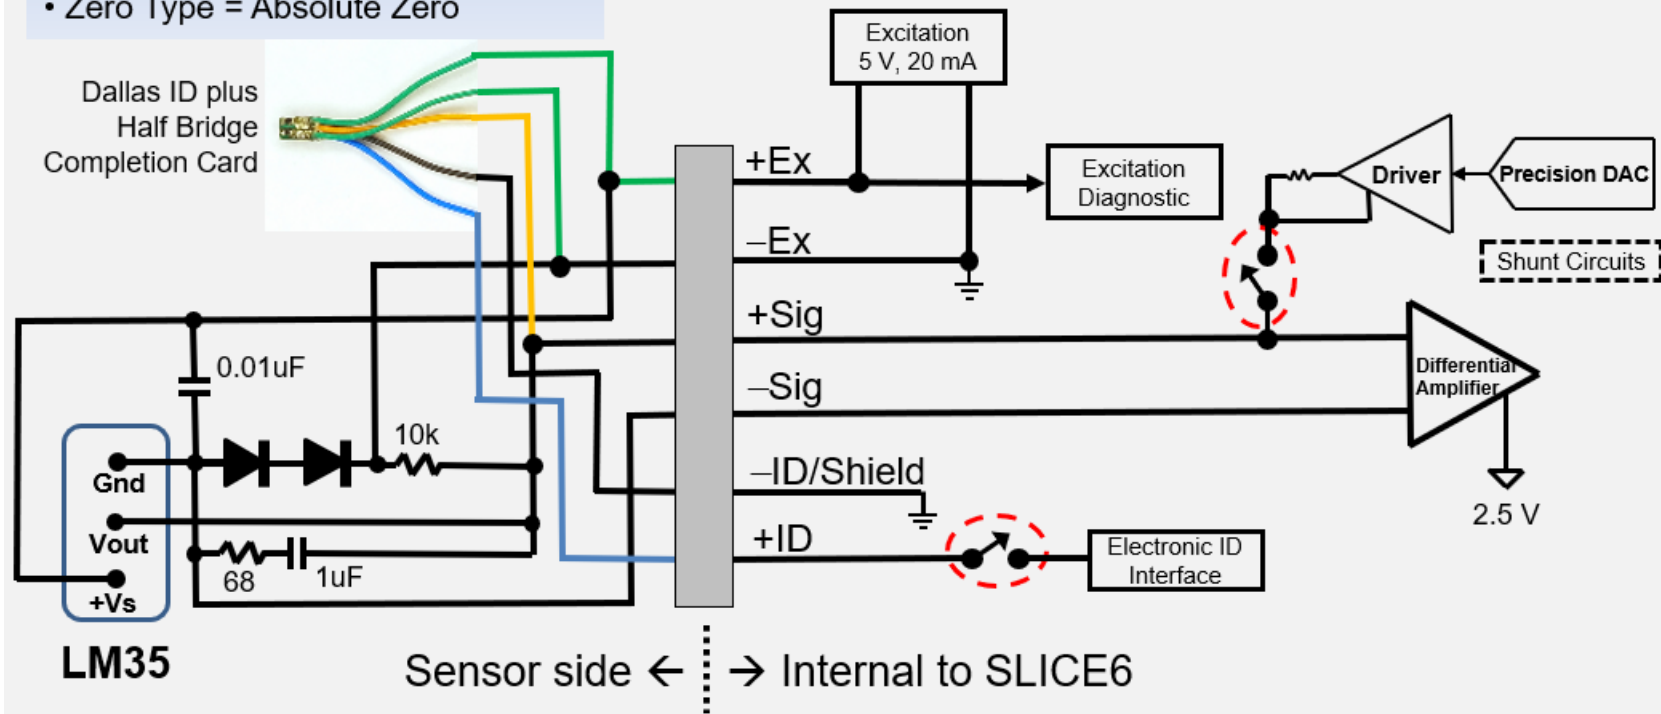 • Zero Type = Absolute Zero
Excitation
5 V, 20 mA
Dallas ID plus
Half Bridge
Completion Card
+Ex
Excitation
Diagnostic
Driver
Precision DAC
–Ex
Shunt Circuits
+Sig
0.01uF
Differential
Amplifier
–Sig
10k
Gnd
–ID/Shield
2.5 V
Vout
+ID
Electronic ID
Interface
68
1uF
+Vs
LM35
Sensor side ← → Internal to SLICE6